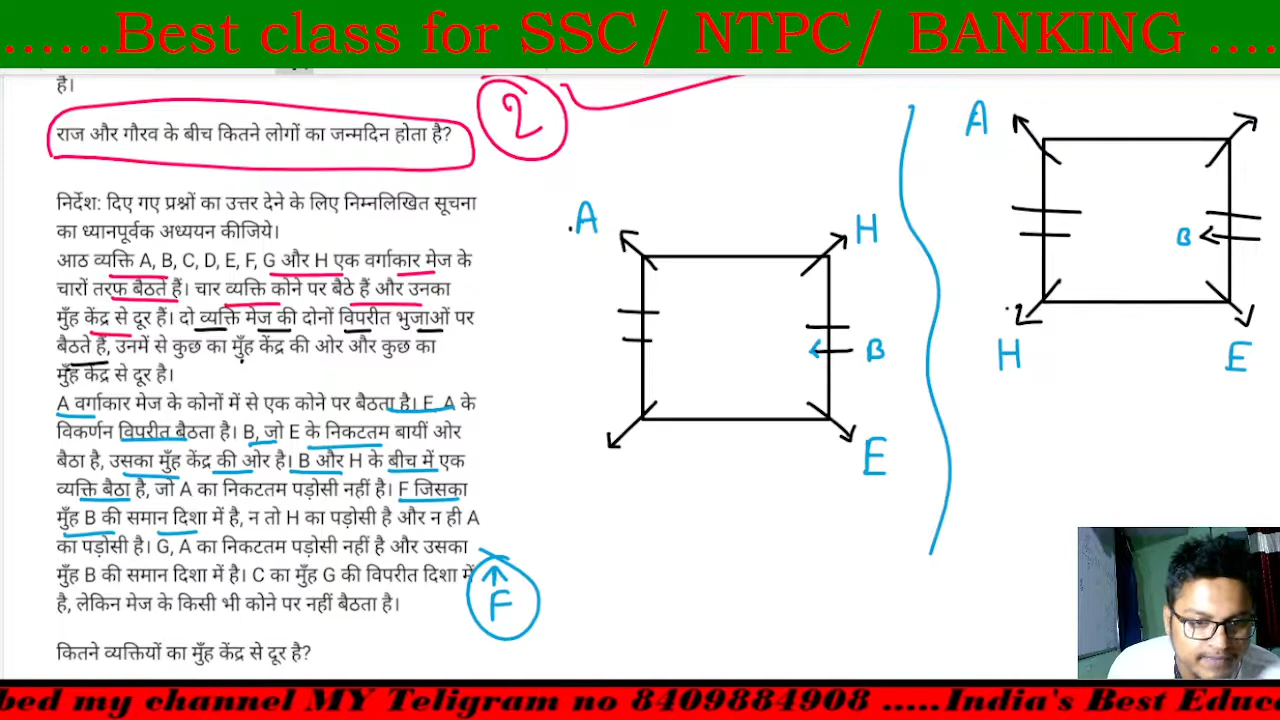 ......Best class for SSC/ NTPC/ BANKING ....
है।
2
राज और गौरव के बीच कितने लोगों का जन्मदिन होता है?
निर्देश: दिए गए प्रश्नों का उत्तर देने के लिए निम्नलिखित सूचना
का ध्यानपूर्वक अध्ययन कीजिये।
आठ व्यक्ति A, B, C, D, E, F, G और H एक वर्गाकार मेज के
चारों तरफ बैठते हैं। चार व्यक्ति कोने पर बैठे हैं और उनका
मुँह केंद्र से दूर हैं। दो व्यक्ति मेज की दोनों विपरीत भुजाओं पर
बैठते हैं, उनमें से कुछ का मुँह केंद्र की ओर और कुछ का
मुँह केंद्र से दूर है।
A वर्गाकार मेज के कोनों में से एक कोने पर बैठता है। E, A के
विकर्णन विपरीत बैठता है। B, जो E के निकटतम बायीं ओर
बैठा है, उसका मुँह केंद्र की ओर है। B और H के बीच में एक
व्यक्ति बैठा है, जो A का निकटतम पड़ोसी नहीं है। F जिसका
मुँह B की समान दिशा में है, न तो H का पड़ोसी है और न ही A
का पड़ोसी है। G, A का निकटतम पड़ोसी नहीं है और उसका
मुँह B की समान दिशा में है। C का मुँह G की विपरीत दिशा में
है, लेकिन मेज के किसी भी कोने पर नहीं बैठता है।
F
कितने व्यक्तियों का मुँह केंद्र से दूर है?
A
H
B
E
A
B
H
E
bed my channel MY Teligram no 8409884908 .....India's Best Educ